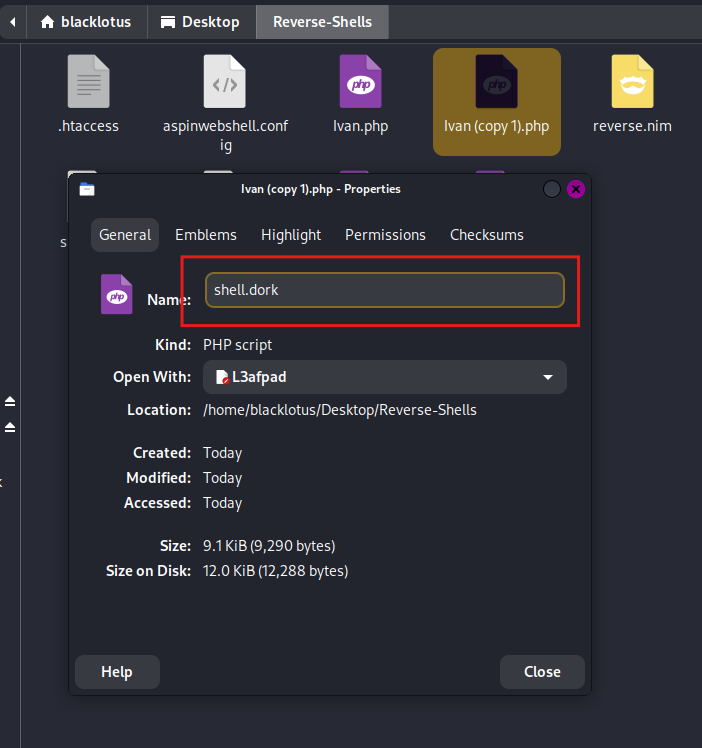 blacklotus Desktop Reverse-Shells
.htaccess aspinwebshell.conf Ivan.php Ivan (copy 1).php reverse.nim
ig
s
Ivan (copy 1).php - Properties
General Emblems Highlight Permissions Checksums
Name: shell.dork
Kind: PHP script
Open With: L3afpad
Location: /home/blacklotus/Desktop/Reverse-Shells
Created: Today
Modified: Today
Accessed: Today
Size: 9.1 KiB (9,290 bytes)
Size on Disk: 12.0 KiB (12,288 bytes)
Help Close